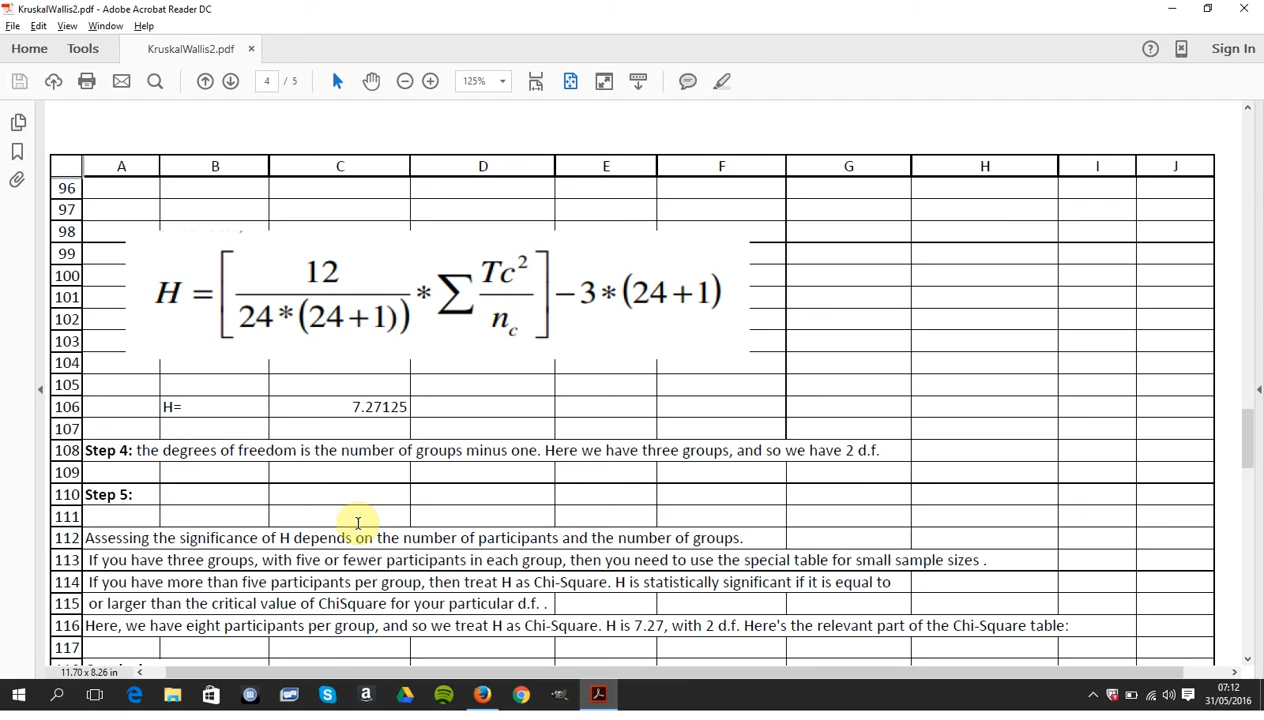 KruskalWallis2.pdf - Adobe Acrobat Reader DC
File Edit View Window Help
Home Tools KruskalWallis2.pdf × Sign In
4 / 5 125%
A B C D E F G H I J
96
97
98
99
100
101
102
103
104
H = [ 12 / 24*(24+1)) * ∑ Tc² / n_c ] − 3*(24+1)
105
106 H= 7.27125
107
108 Step 4: the degrees of freedom is the number of groups minus one. Here we have three groups, and so we have 2 d.f.
109
110 Step 5:
111
112 Assessing the significance of H depends on the number of participants and the number of groups.
113 If you have three groups, with five or fewer participants in each group, then you need to use the special table for small sample sizes .
114 If you have more than five participants per group, then treat H as Chi-Square. H is statistically significant if it is equal to
115 or larger than the critical value of ChiSquare for your particular d.f. .
116 Here, we have eight participants per group, and so we treat H as Chi-Square. H is 7.27, with 2 d.f. Here's the relevant part of the Chi-Square table:
117
11.70 x 8.26 in
07:12
31/05/2016